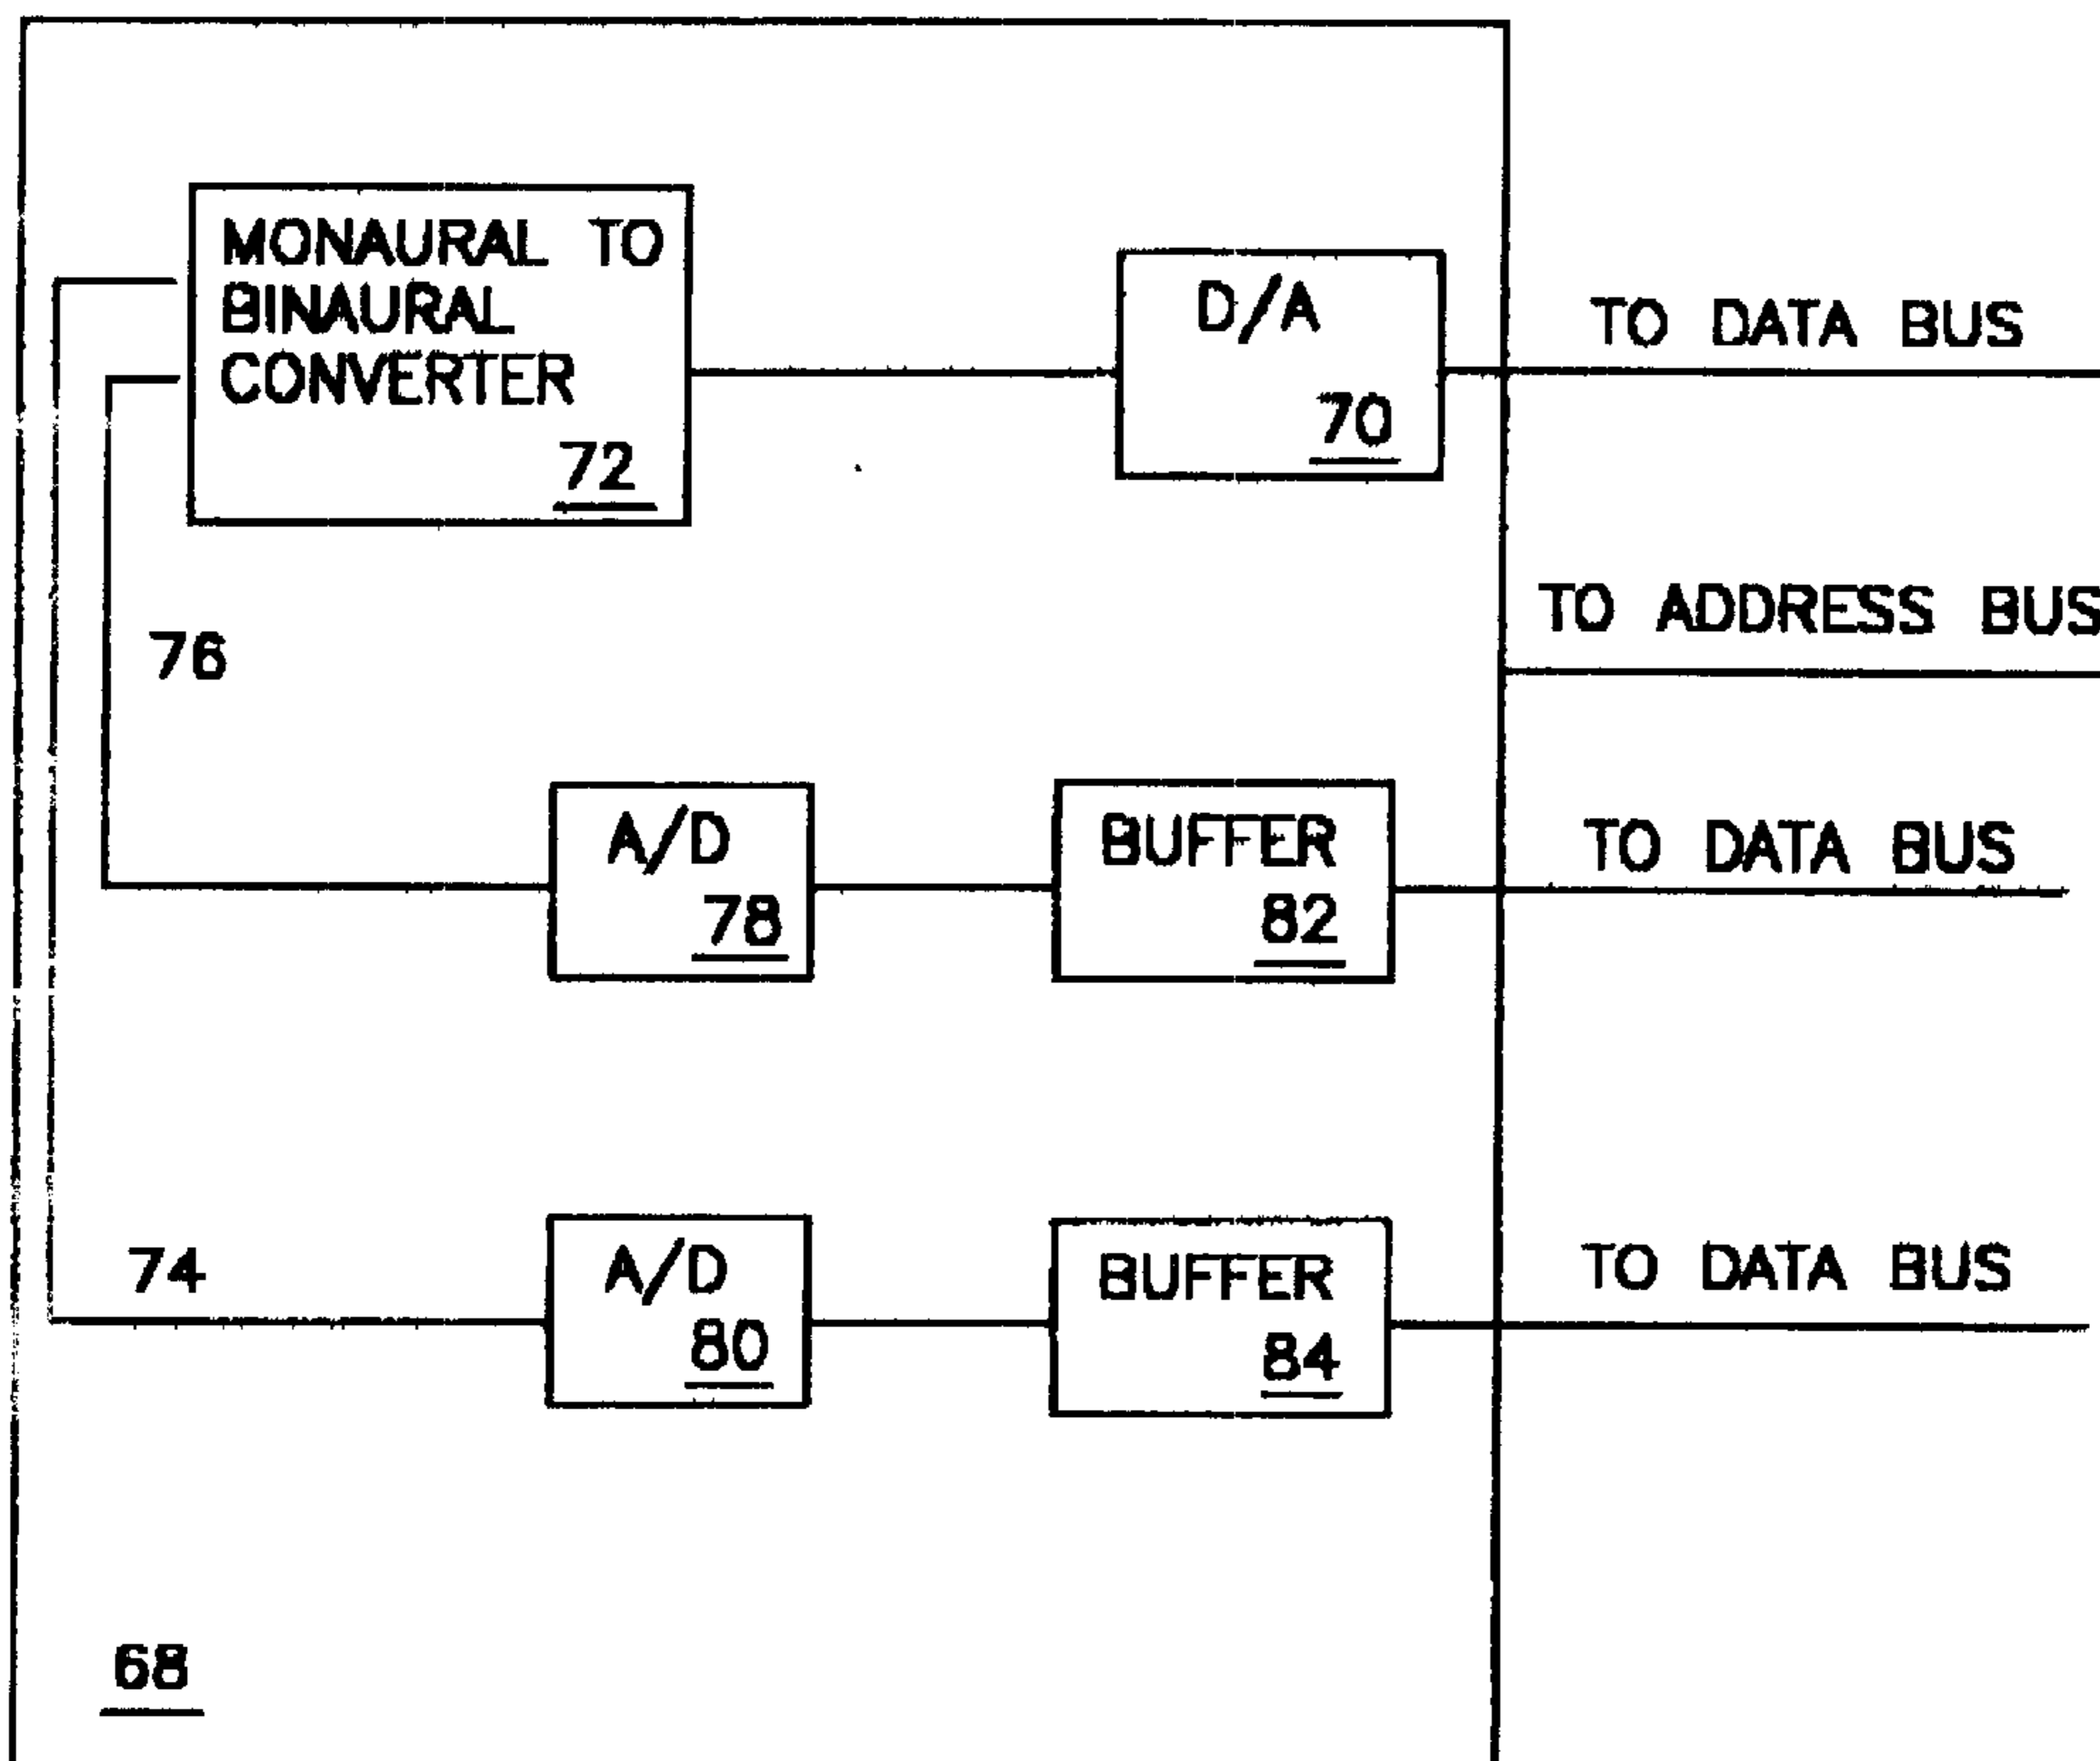 MONAURAL TO
BINAURAL
CONVERTER
72
D/A
70
TO DATA BUS
TO ADDRESS BUS
76
A/D
78
BUFFER
82
TO DATA BUS
74
A/D
80
BUFFER
84
TO DATA BUS
68